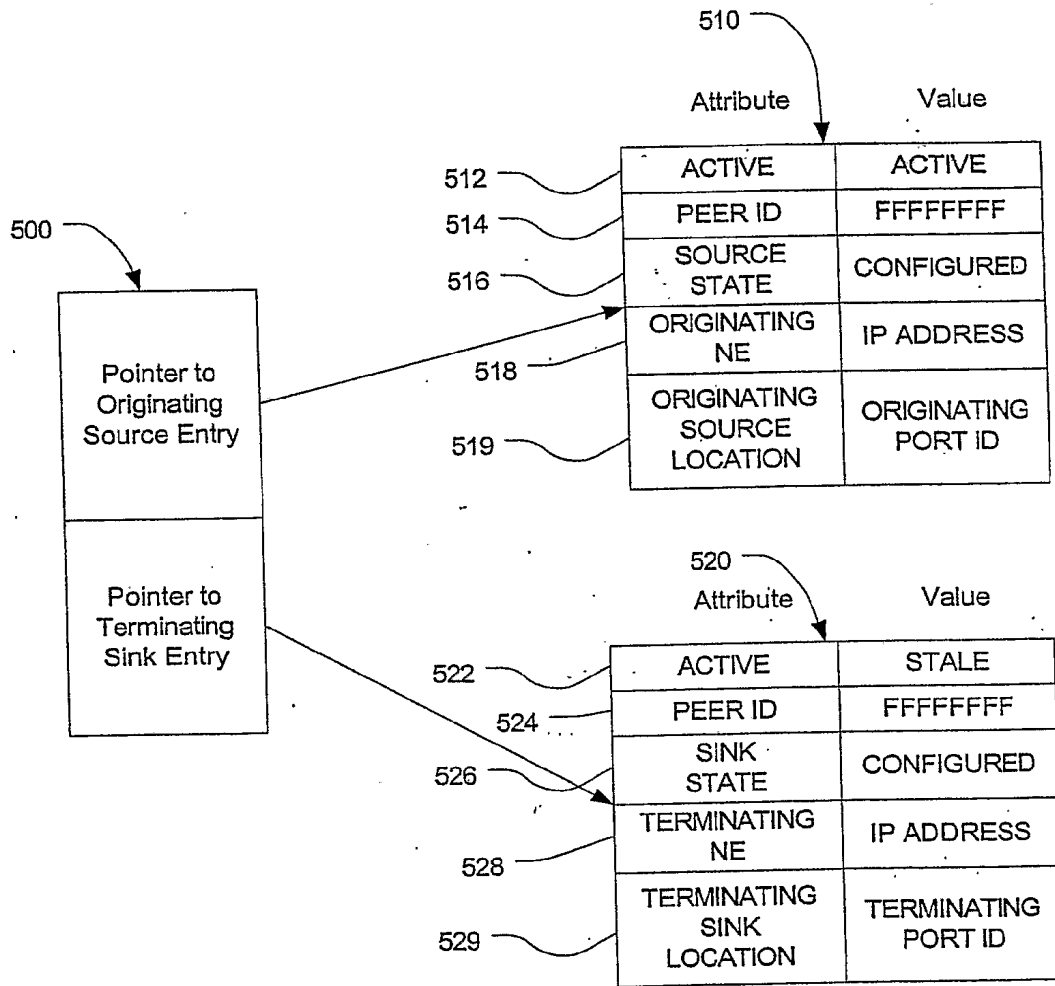 510
Attribute Value
512 ACTIVE ACTIVE
514 PEER ID FFFFFFFF
516 SOURCE
STATE CONFIGURED
518 ORIGINATING
NE IP ADDRESS
519 ORIGINATING
SOURCE
LOCATION ORIGINATING
PORT ID
500
Pointer to
Originating
Source Entry
Pointer to
Terminating
Sink Entry
520
Attribute Value
522 ACTIVE STALE
524 PEER ID FFFFFFFF
526 SINK
STATE CONFIGURED
528 TERMINATING
NE IP ADDRESS
529 TERMINATING
SINK
LOCATION TERMINATING
PORT ID